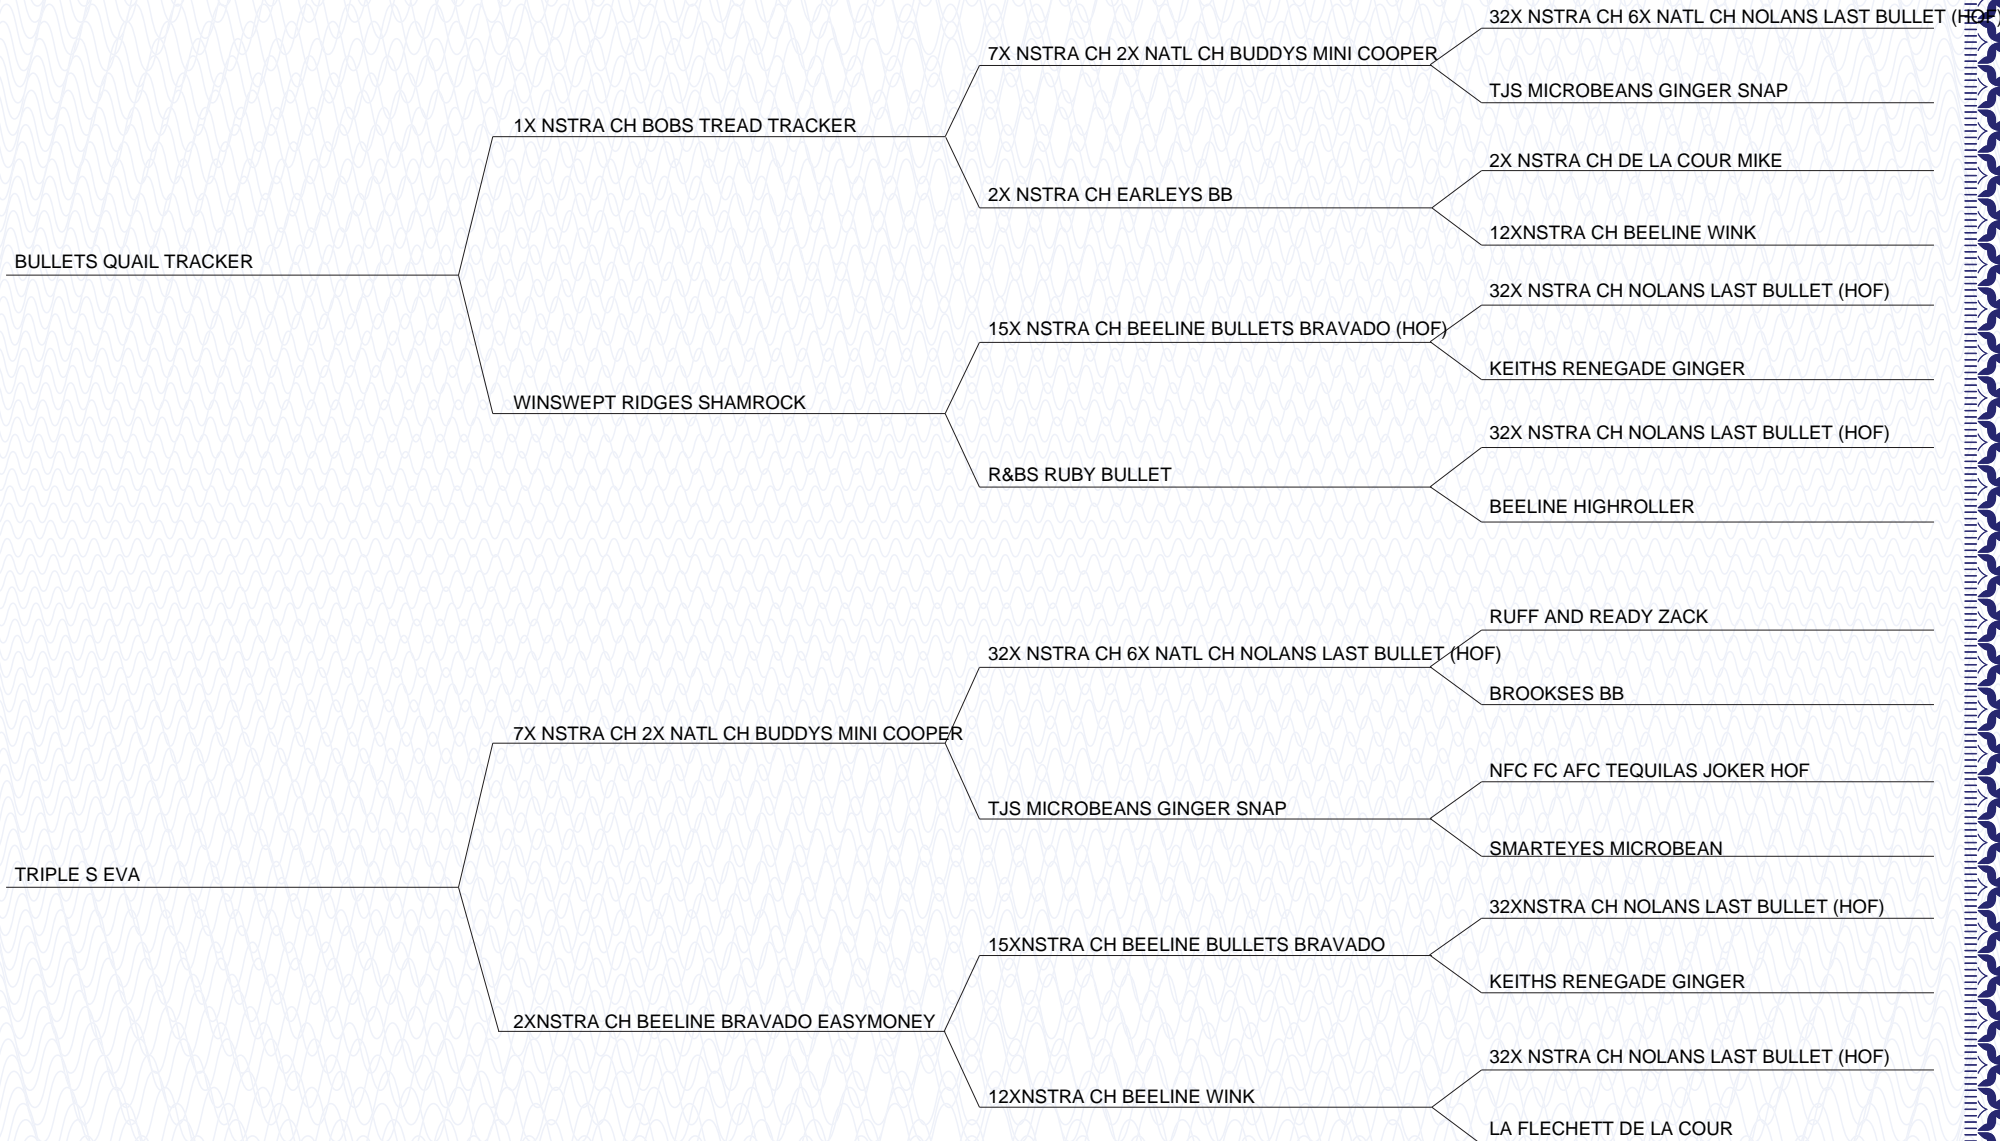 32X NSTRA CH 6X NATL CH NOLANS LAST BULLET (HOF)
7X NSTRA CH 2X NATL CH BUDDYS MINI COOPER
TJS MICROBEANS GINGER SNAP
1X NSTRA CH BOBS TREAD TRACKER
2X NSTRA CH DE LA COUR MIKE
2X NSTRA CH EARLEYS BB
12XNSTRA CH BEELINE WINK
BULLETS QUAIL TRACKER
32X NSTRA CH NOLANS LAST BULLET (HOF)
15X NSTRA CH BEELINE BULLETS BRAVADO (HOF)
KEITHS RENEGADE GINGER
WINSWEPT RIDGES SHAMROCK
32X NSTRA CH NOLANS LAST BULLET (HOF)
R&BS RUBY BULLET
BEELINE HIGHROLLER
RUFF AND READY ZACK
32X NSTRA CH 6X NATL CH NOLANS LAST BULLET (HOF)
BROOKSES BB
7X NSTRA CH 2X NATL CH BUDDYS MINI COOPER
NFC FC AFC TEQUILAS JOKER HOF
TJS MICROBEANS GINGER SNAP
SMARTEYES MICROBEAN
TRIPLE S EVA
32XNSTRA CH NOLANS LAST BULLET (HOF)
15XNSTRA CH BEELINE BULLETS BRAVADO
KEITHS RENEGADE GINGER
2XNSTRA CH BEELINE BRAVADO EASYMONEY
32X NSTRA CH NOLANS LAST BULLET (HOF)
12XNSTRA CH BEELINE WINK
LA FLECHETT DE LA COUR